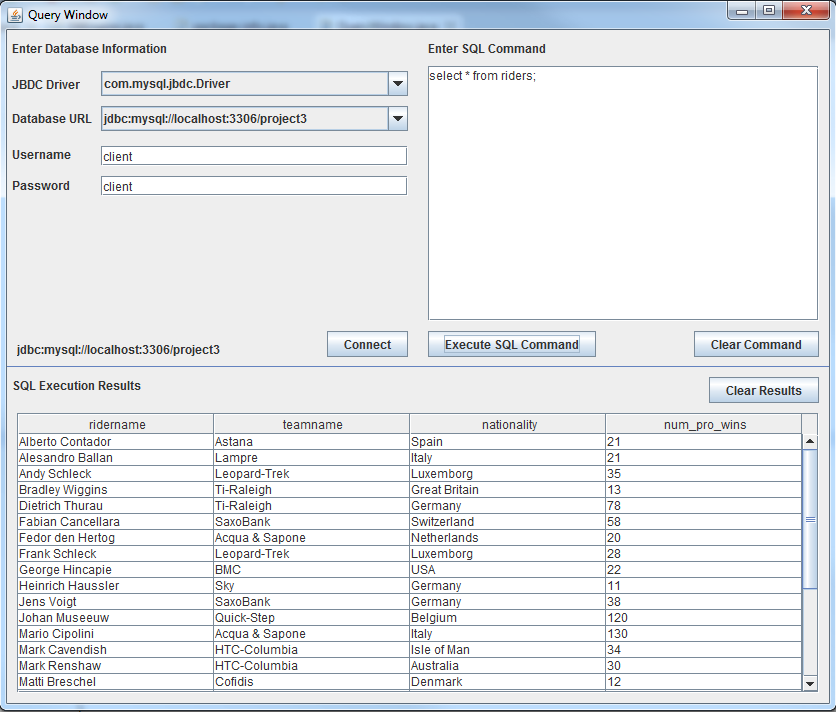 Query Window
Enter Database Information
Enter SQL Command
JBDC Driver
com.mysql.jbdc.Driver
select * from riders;
Database URL
jdbc:mysql://localhost:3306/project3
Username
client
Password
client
jdbc:mysql://localhost:3306/project3
Connect
Execute SQL Command
Clear Command
SQL Execution Results
Clear Results
ridername teamname nationality num_pro_wins
Alberto Contador Astana Spain 21
Alesandro Ballan Lampre Italy 21
Andy Schleck Leopard-Trek Luxemborg 35
Bradley Wiggins Ti-Raleigh Great Britain 13
Dietrich Thurau Ti-Raleigh Germany 78
Fabian Cancellara SaxoBank Switzerland 58
Fedor den Hertog Acqua & Sapone Netherlands 20
Frank Schleck Leopard-Trek Luxemborg 28
George Hincapie BMC USA 22
Heinrich Haussler Sky Germany 11
Jens Voigt SaxoBank Germany 38
Johan Museeuw Quick-Step Belgium 120
Mario Cipolini Acqua & Sapone Italy 130
Mark Cavendish HTC-Columbia Isle of Man 34
Mark Renshaw HTC-Columbia Australia 30
Matti Breschel Cofidis Denmark 12